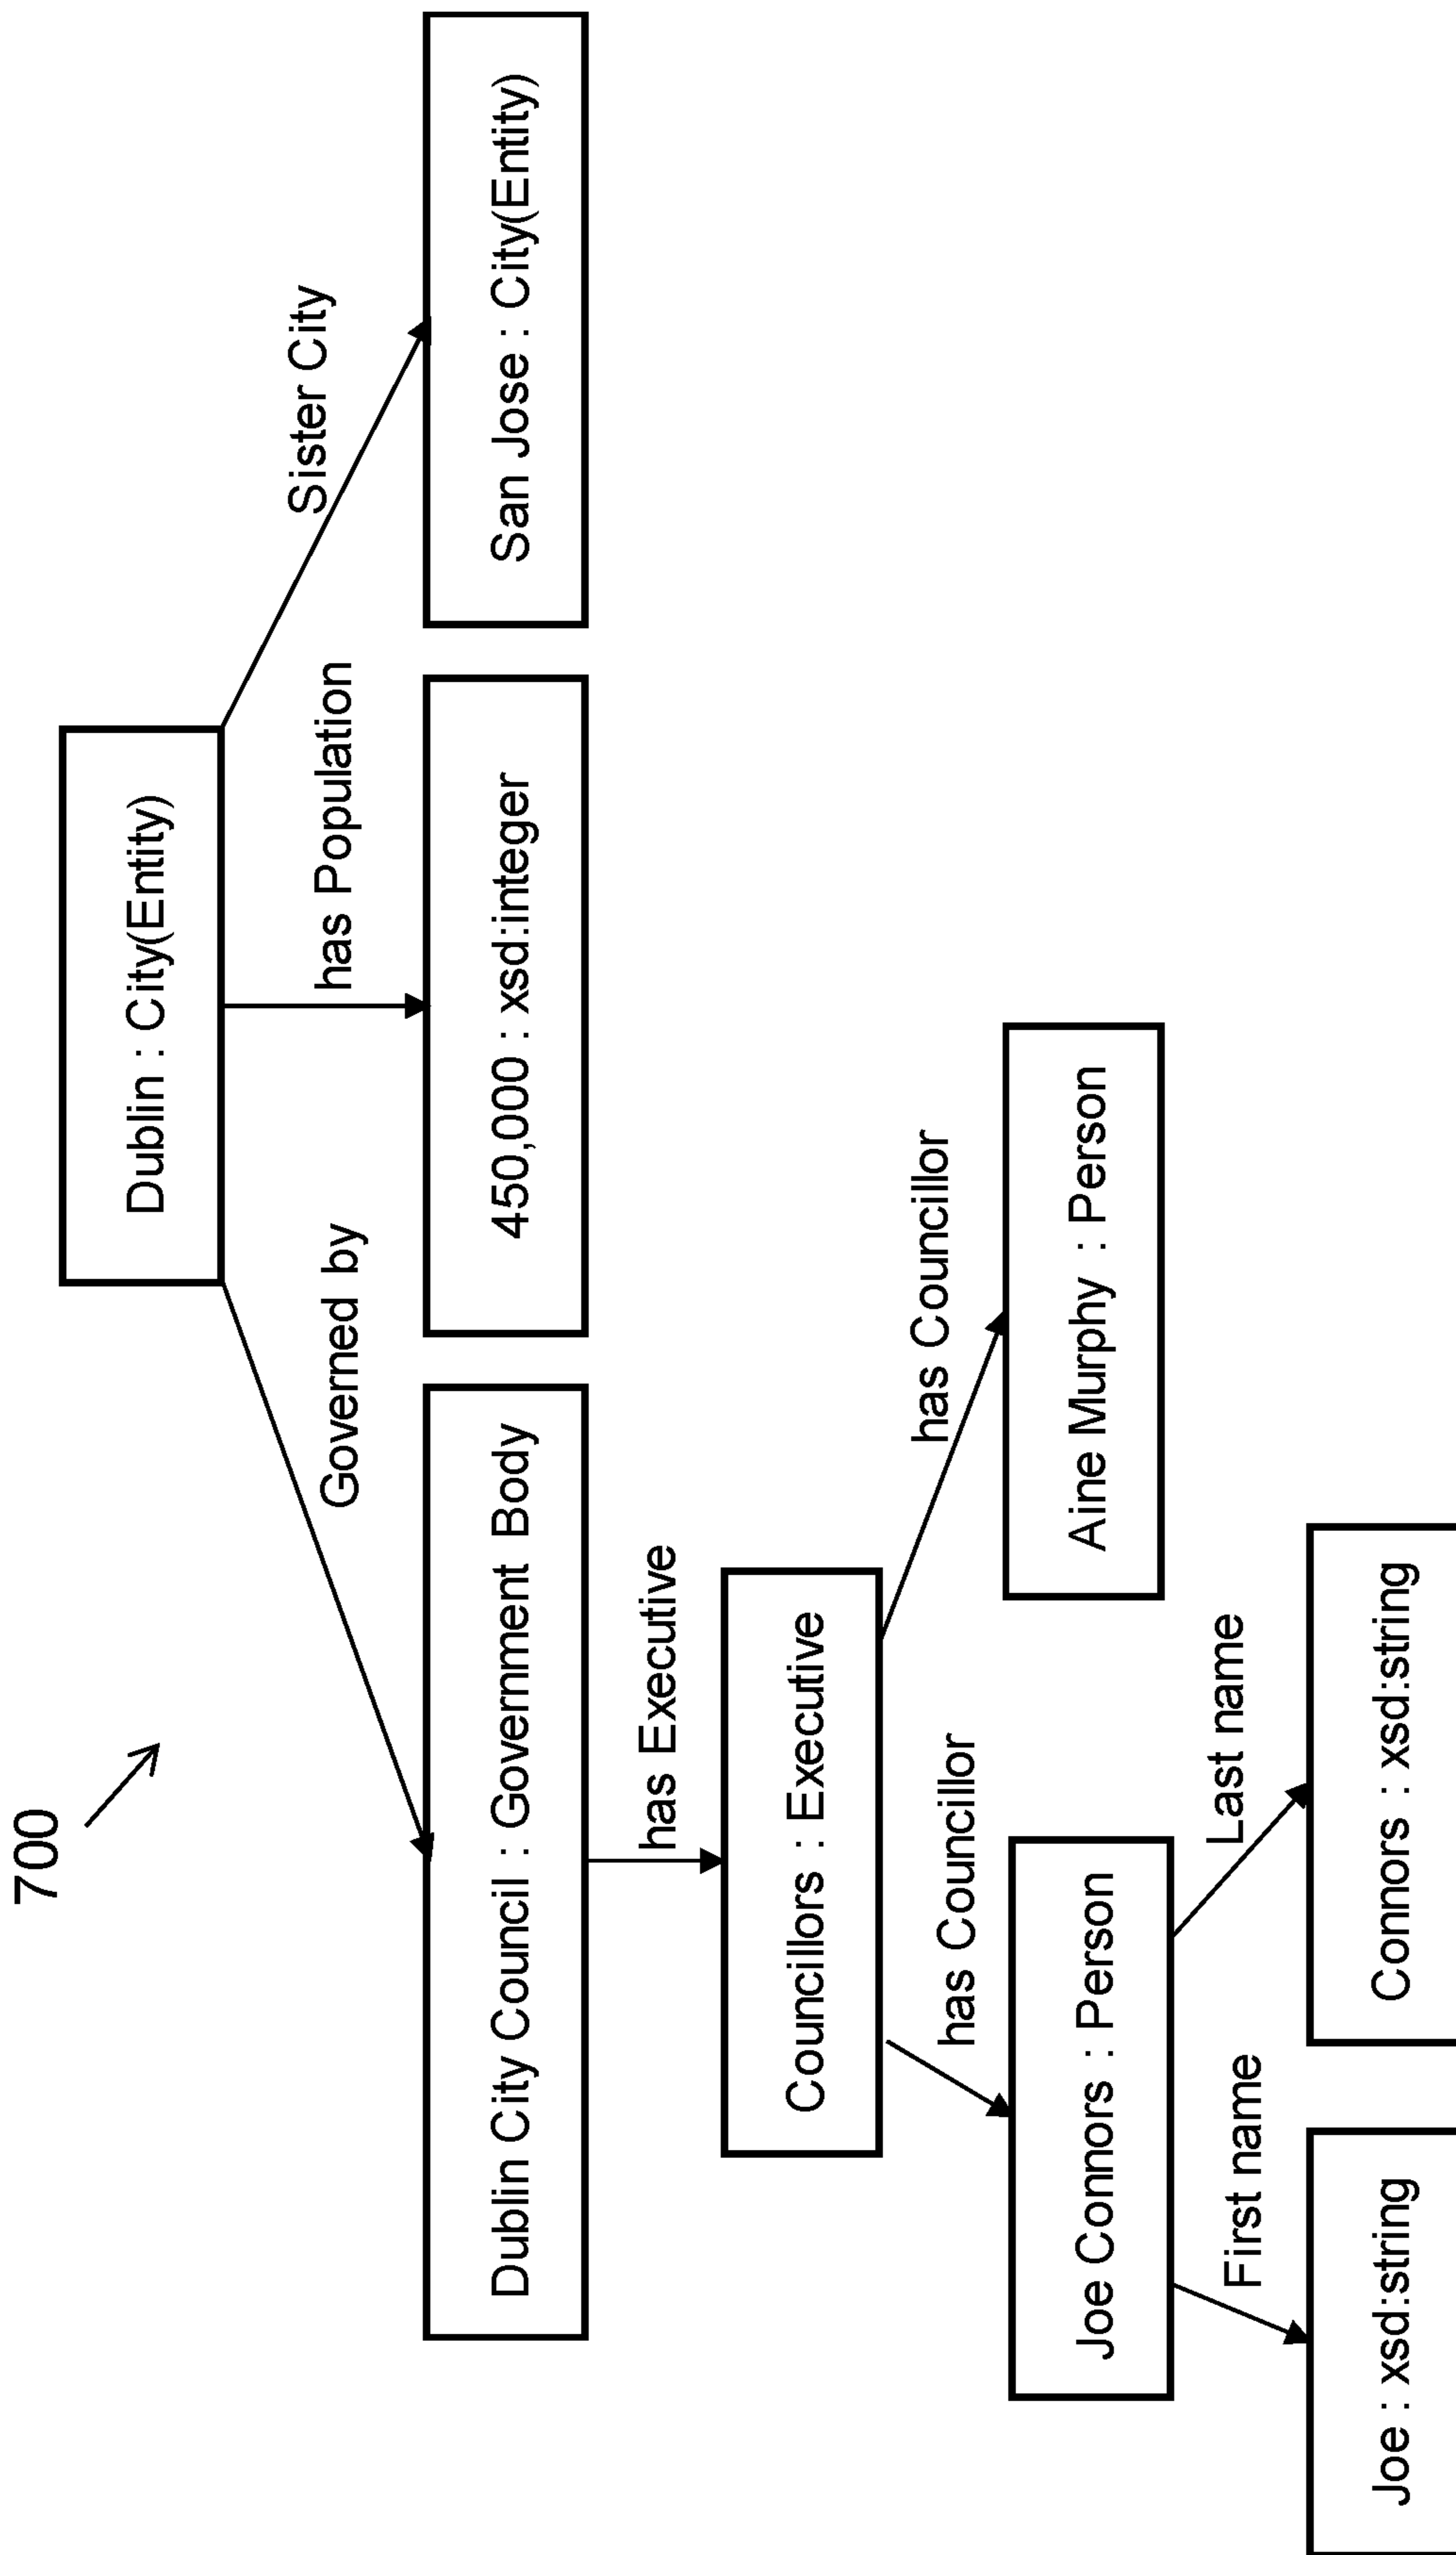 700
Dublin : City(Entity)
Governed by
has Population
Sister City
Dublin City Council : Government Body
450,000 : xsd:integer
San Jose : City(Entity)
has Executive
Councillors : Executive
has Councillor
has Councillor
Joe Connors : Person
Aine Murphy : Person
First name
Last name
Joe : xsd:string
Connors : xsd:string